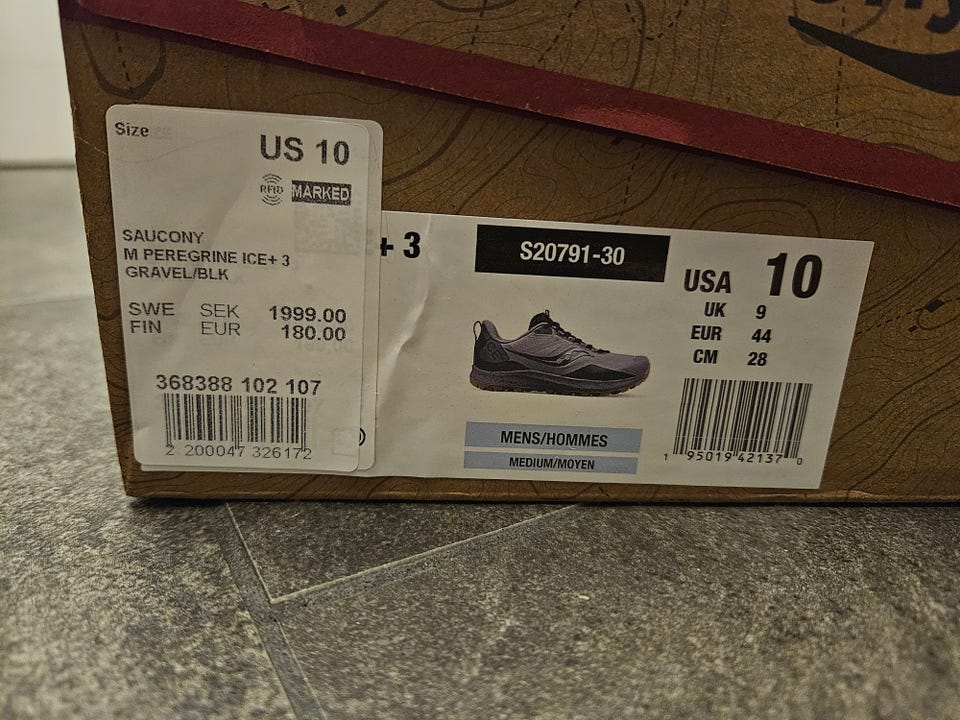 Size
US 10
RFID MARKED
SAUCONY
M PEREGRINE ICE+ 3
GRAVEL/BLK
SWE SEK 1999.00
FIN EUR 180.00
368388 102 107
2 200047 326172
+ 3
S20791-30
MENS/HOMMES
MEDIUM/MOYEN
USA 10
UK 9
EUR 44
CM 28
1 95019 42137 0